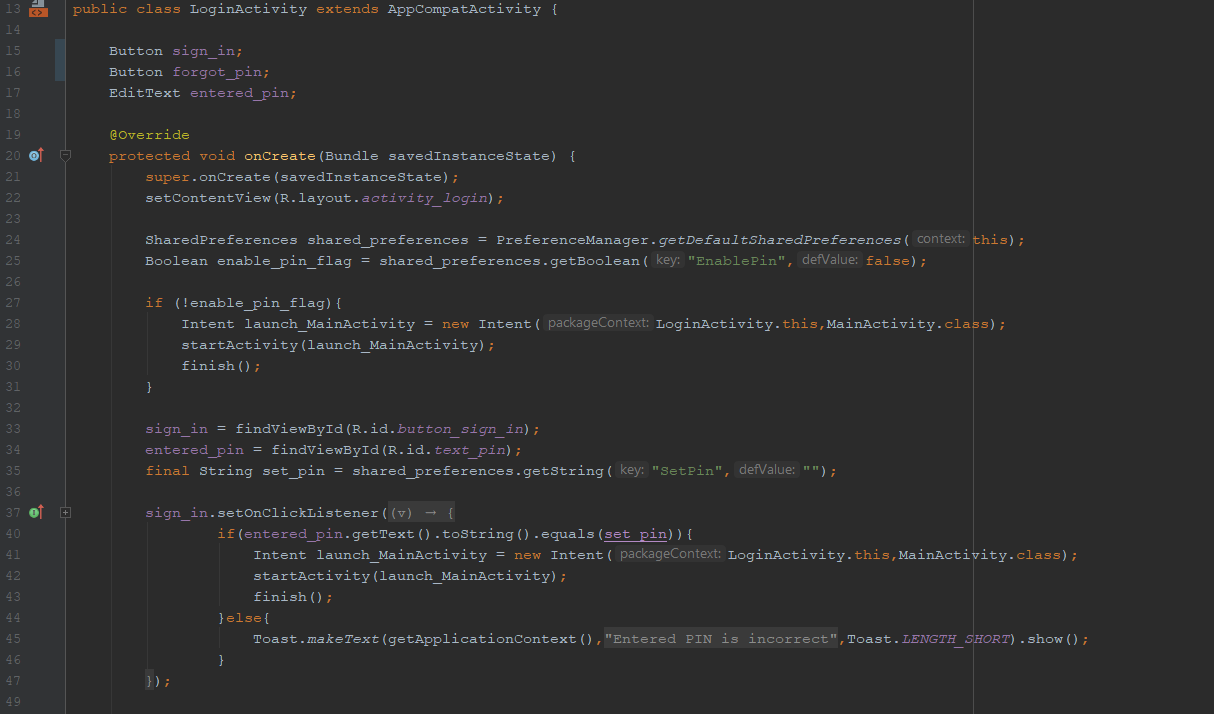 13 public class LoginActivity extends AppCompatActivity {
14
15 Button sign_in;
16 Button forgot_pin;
17 EditText entered_pin;
18
19 @Override
20 protected void onCreate(Bundle savedInstanceState) {
21 super.onCreate(savedInstanceState);
22 setContentView(R.layout.activity_login);
23
24 SharedPreferences shared_preferences = PreferenceManager.getDefaultSharedPreferences( context: this);
25 Boolean enable_pin_flag = shared_preferences.getBoolean( key: "EnablePin", defValue: false);
26
27 if (!enable_pin_flag){
28 Intent launch_MainActivity = new Intent( packageContext: LoginActivity.this,MainActivity.class);
29 startActivity(launch_MainActivity);
30 finish();
31 }
32
33 sign_in = findViewById(R.id.button_sign_in);
34 entered_pin = findViewById(R.id.text_pin);
35 final String set_pin = shared_preferences.getString( key: "SetPin", defValue: "");
36
37 sign_in.setOnClickListener((v) → {
40 if(entered_pin.getText().toString().equals(set_pin)){
41 Intent launch_MainActivity = new Intent( packageContext: LoginActivity.this,MainActivity.class);
42 startActivity(launch_MainActivity);
43 finish();
44 }else{
45 Toast.makeText(getApplicationContext(),"Entered PIN is incorrect",Toast.LENGTH_SHORT).show();
46 }
47 });
49